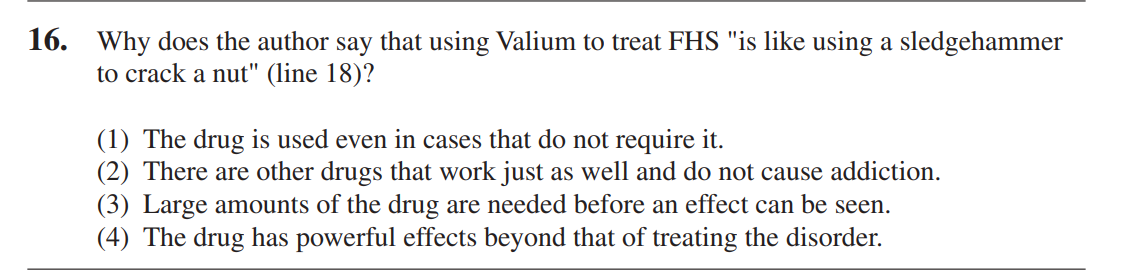 16. Why does the author say that using Valium to treat FHS "is like using a sledgehammer
to crack a nut" (line 18)?
(1) The drug is used even in cases that do not require it.
(2) There are other drugs that work just as well and do not cause addiction.
(3) Large amounts of the drug are needed before an effect can be seen.
(4) The drug has powerful effects beyond that of treating the disorder.